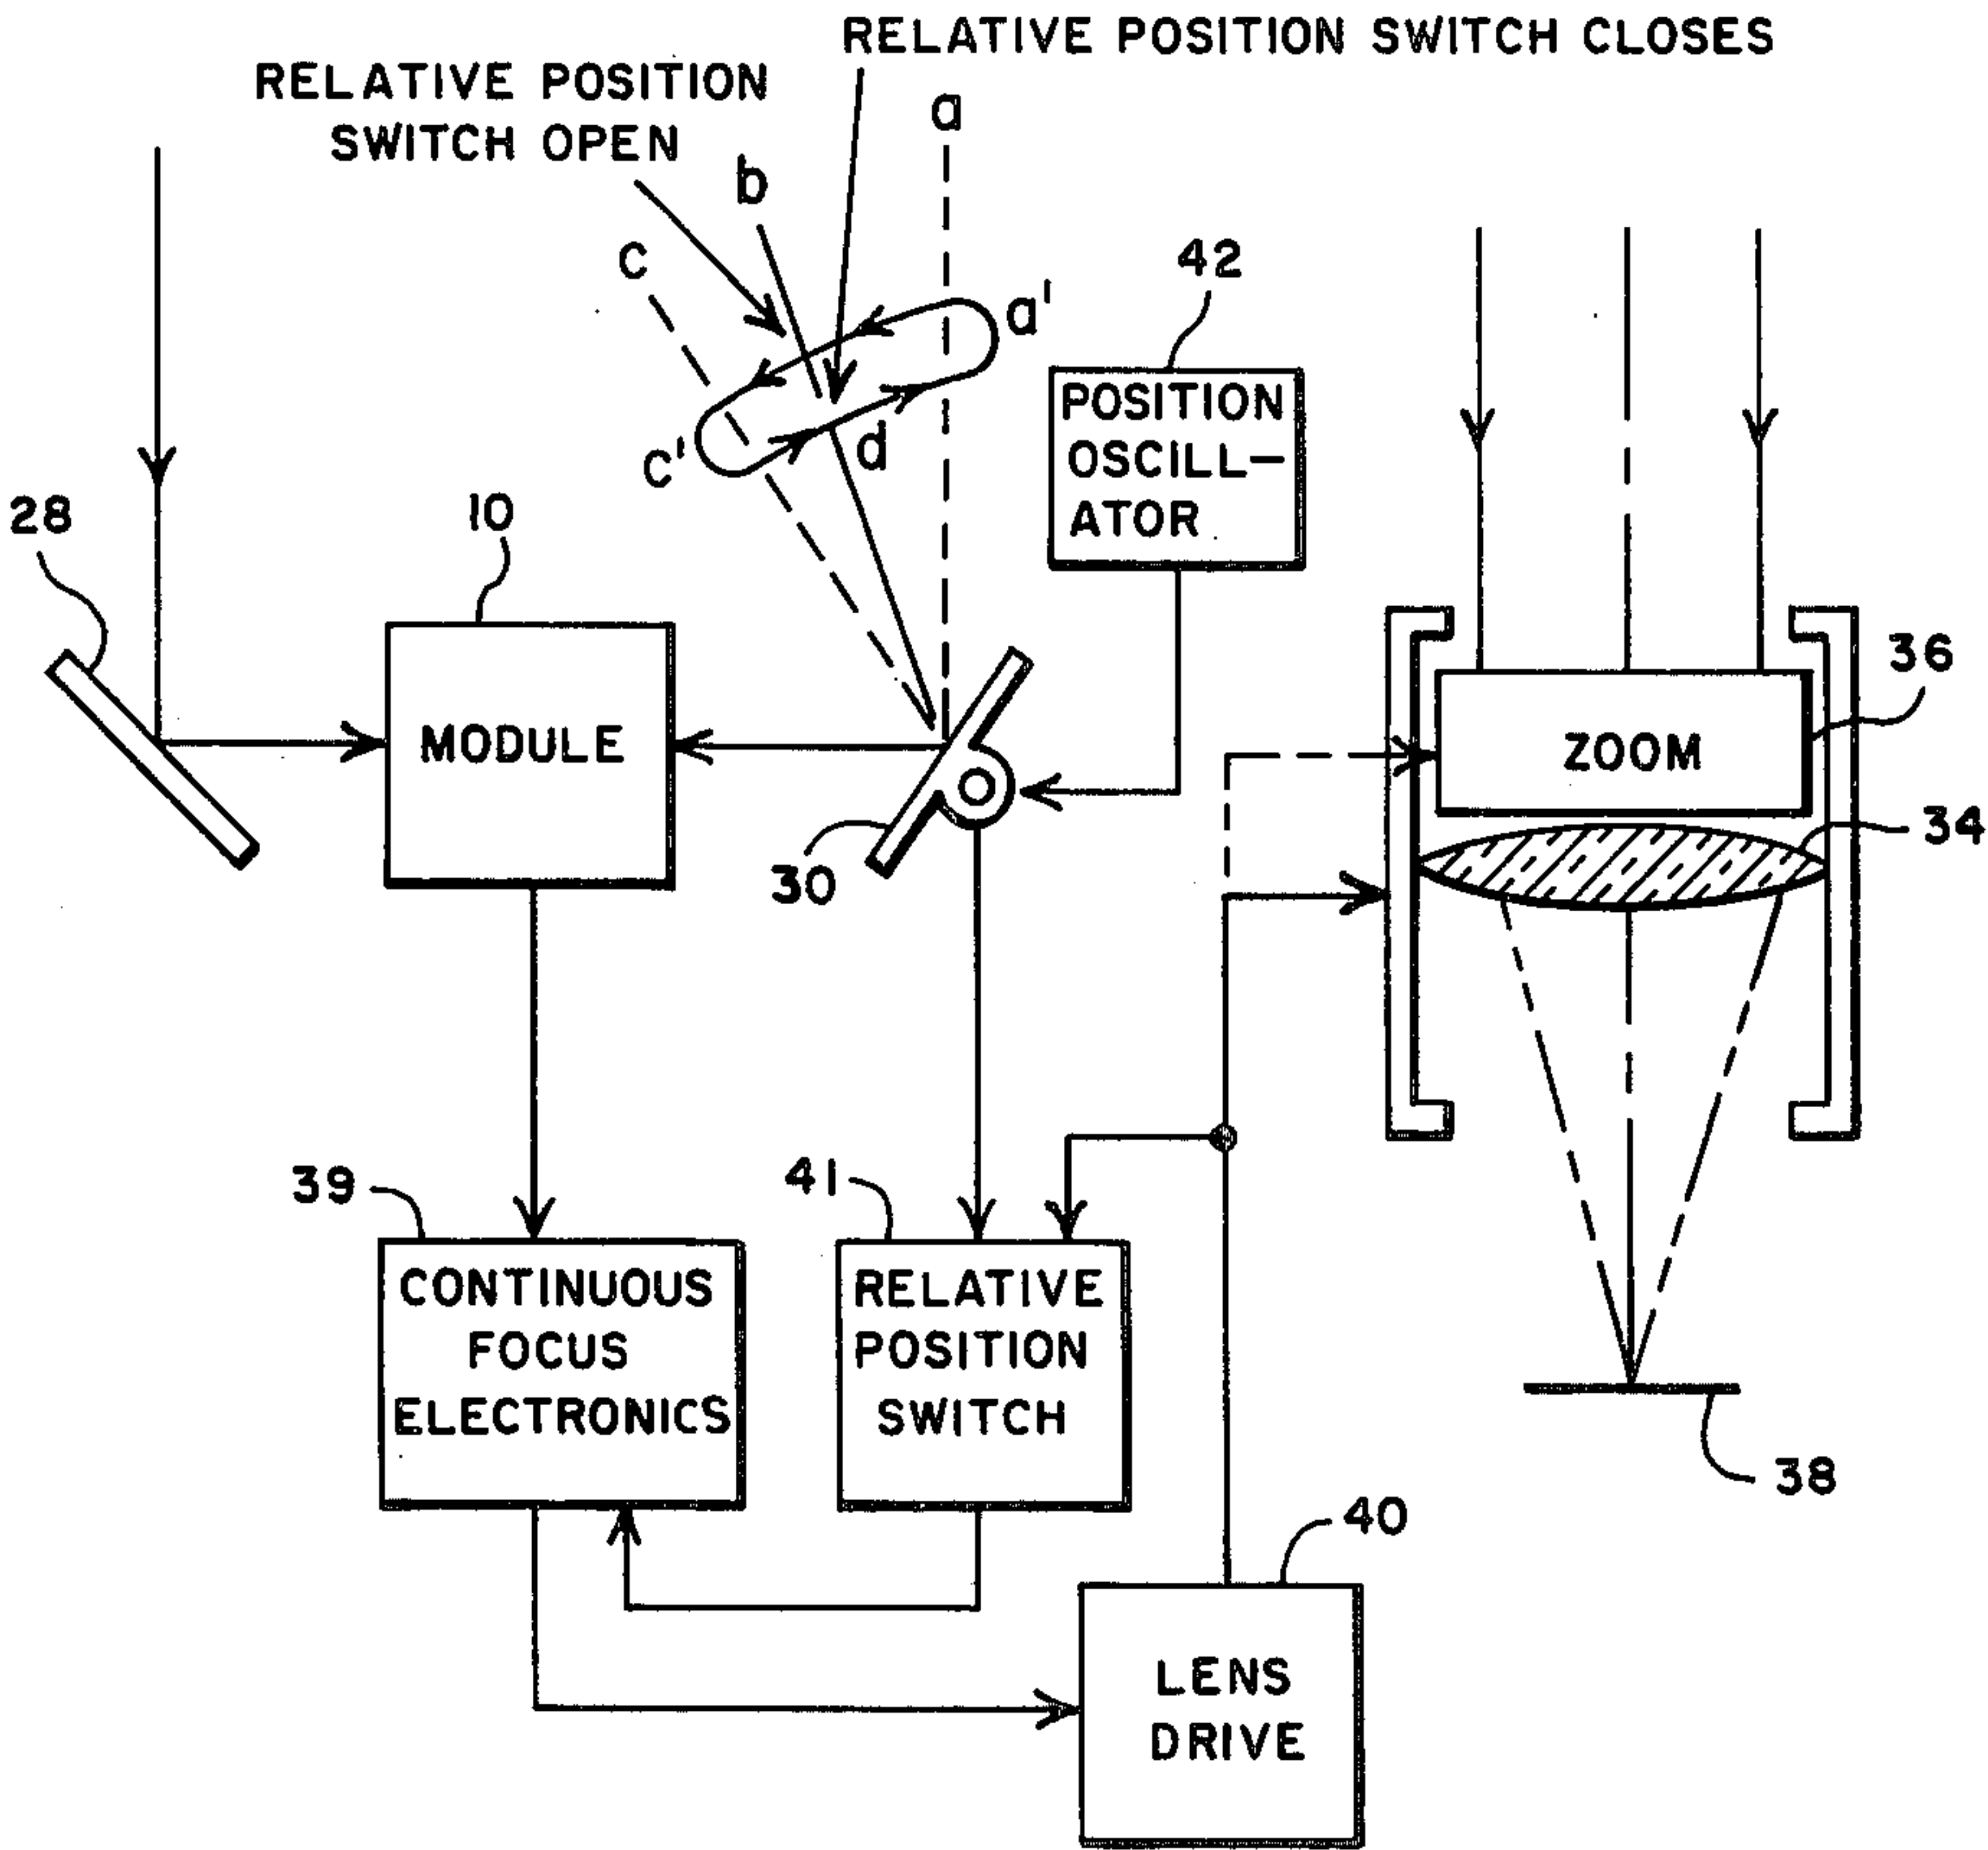 RELATIVE POSITION SWITCH CLOSES
RELATIVE POSITION
SWITCH OPEN
a
b
c
42
a'
POSITION
OSCILL-
ATOR
d
c'
28
10
36
MODULE
ZOOM
34
30
39
41
CONTINUOUS
FOCUS
ELECTRONICS
RELATIVE
POSITION
SWITCH
38
40
LENS
DRIVE